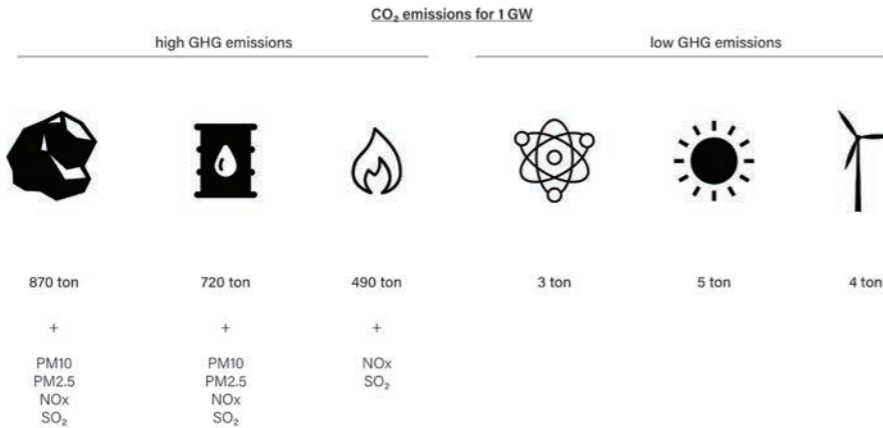 CO₂ emissions for 1 GW
high GHG emissions
low GHG emissions
870 ton
720 ton
490 ton
3 ton
5 ton
4 ton
+
+
+
PM10
PM2.5
NOx
SO₂
PM10
PM2.5
NOx
SO₂
NOx
SO₂